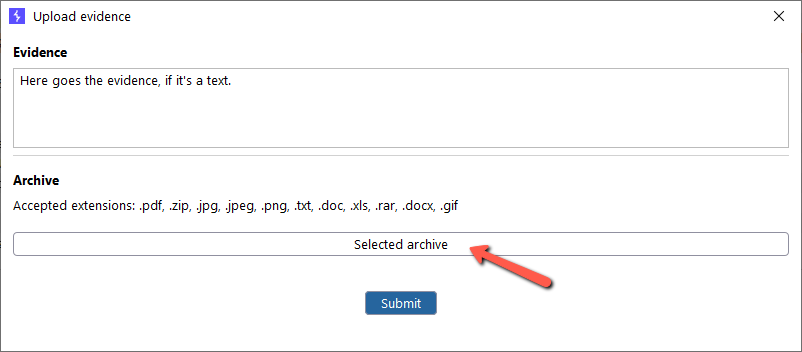 Upload evidence
Evidence
Here goes the evidence, if it's a text.
Archive
Accepted extensions: .pdf, .zip, .jpg, .jpeg, .png, .txt, .doc, .xls, .rar, .docx, .gif
Selected archive
Submit